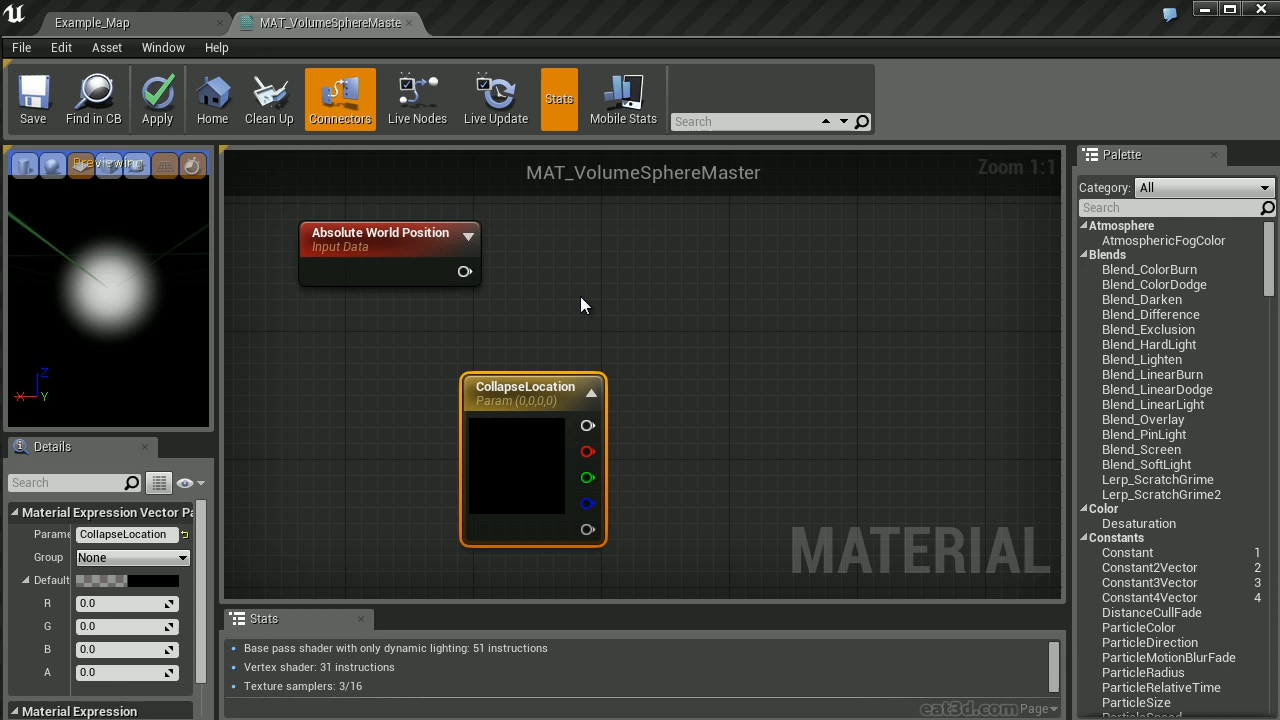 Example_Map
MAT_VolumeSphereMaste
File Edit Asset Window Help
Save
Find in CB
Apply
Home
Clean Up
Connectors
Live Nodes
Live Update
Stats
Mobile Stats
Search
Previewing
Z
X
Y
Details
Search
Material Expression Vector Pa
Parame CollapseLocation
Group None
Default
R 0.0
G 0.0
B 0.0
A 0.0
Material Expression
MAT_VolumeSphereMaster
Zoom 1:1
Absolute World Position
Input Data
CollapseLocation
Param (0,0,0,0)
MATERIAL
Stats
Base pass shader with only dynamic lighting: 51 instructions
Vertex shader: 31 instructions
Texture samplers: 3/16
eat3d.com
Page
Palette
Category: All
Search
Atmosphere
AtmosphericFogColor
Blends
Blend_ColorBurn
Blend_ColorDodge
Blend_Darken
Blend_Difference
Blend_Exclusion
Blend_HardLight
Blend_Lighten
Blend_LinearBurn
Blend_LinearDodge
Blend_LinearLight
Blend_Overlay
Blend_PinLight
Blend_Screen
Blend_SoftLight
Lerp_ScratchGrime
Lerp_ScratchGrime2
Color
Desaturation
Constants
Constant 1
Constant2Vector 2
Constant3Vector 3
Constant4Vector 4
DistanceCullFade
ParticleColor
ParticleDirection
ParticleMotionBlurFade
ParticleRadius
ParticleRelativeTime
ParticleSize
ParticleSpeed